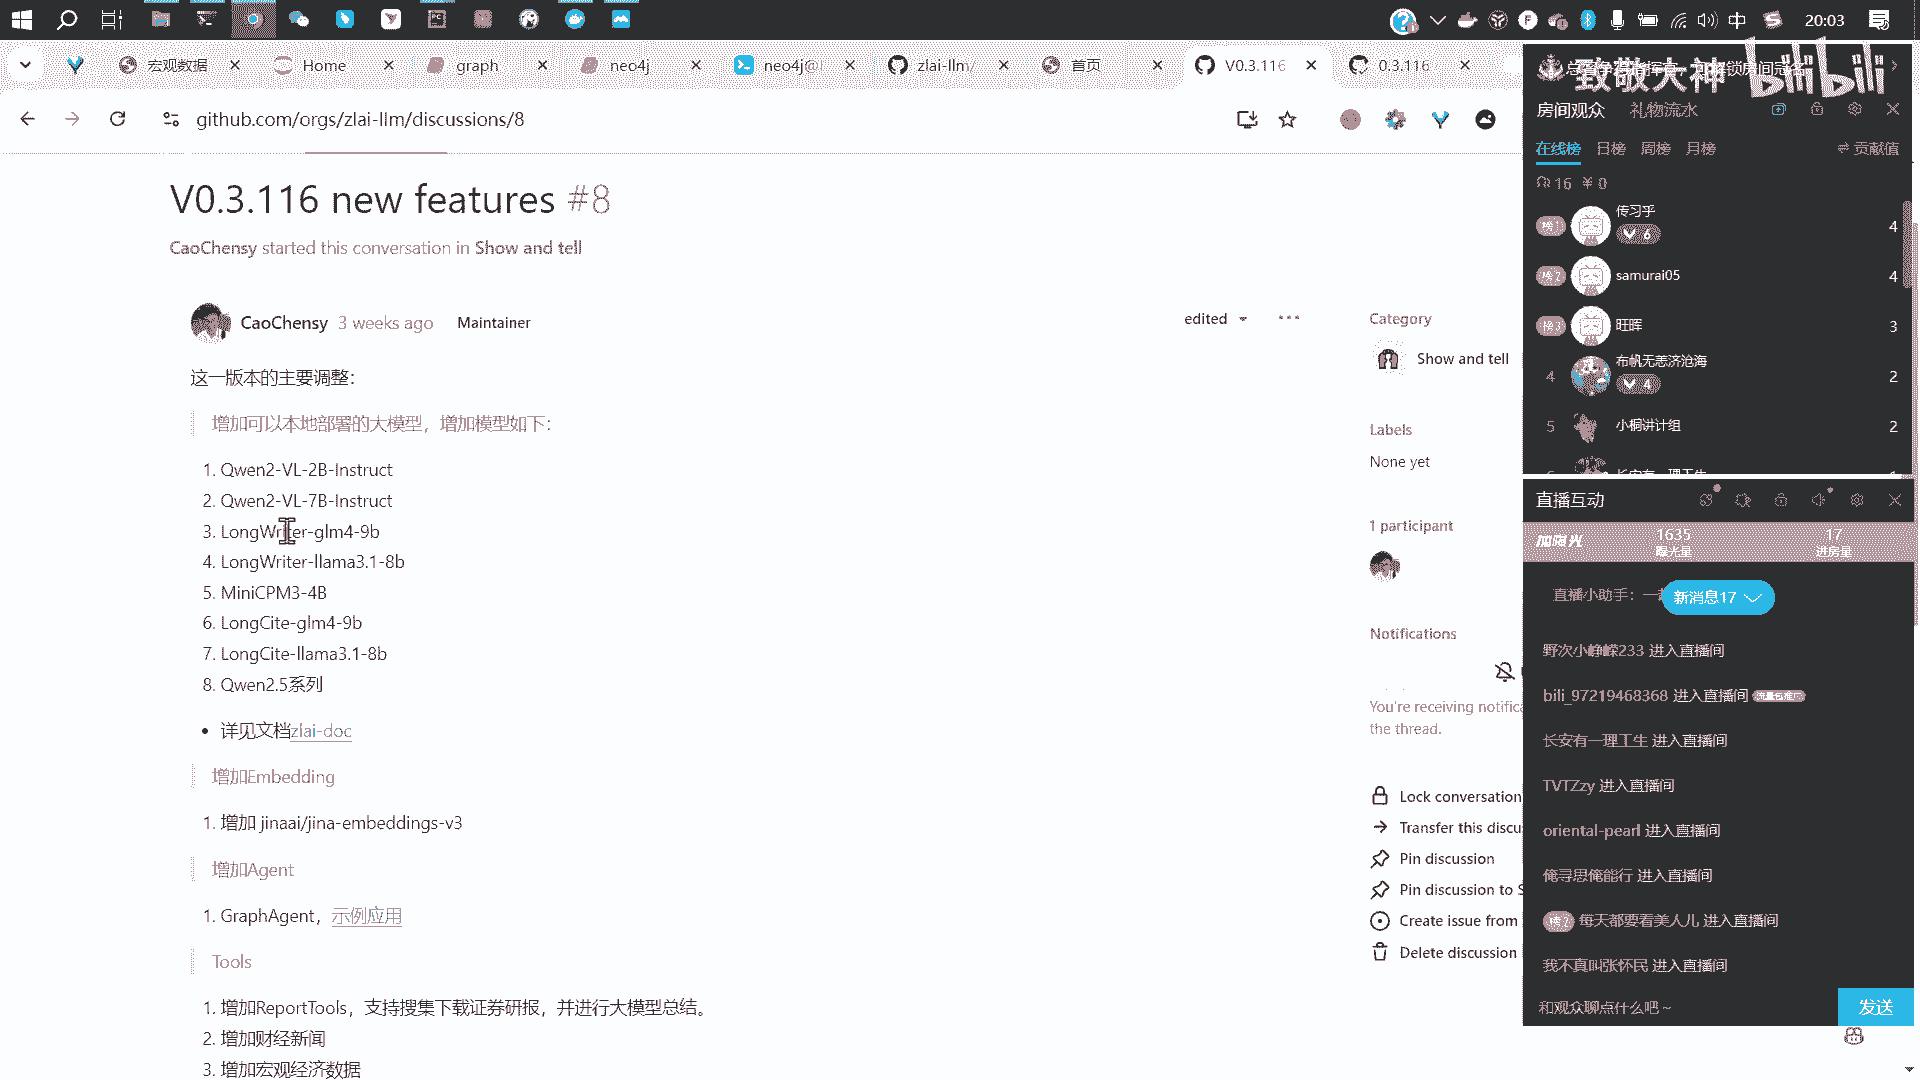 中
20:03
宏观数据
Home
graph
neo4j
neo4j@l
zlai-llm/
首页
V0.3.116
0.3.116
github.com/orgs/zlai-llm/discussions/8
V0.3.116 new features #8
CaoChensy started this conversation in Show and tell
CaoChensy 3 weeks ago Maintainer
edited
这一版本的主要调整：
增加可以本地部署的大模型，增加模型如下：
1. Qwen2-VL-2B-Instruct
2. Qwen2-VL-7B-Instruct
3. LongWriter-glm4-9b
4. LongWriter-llama3.1-8b
5. MiniCPM3-4B
6. LongCite-glm4-9b
7. LongCite-llama3.1-8b
8. Qwen2.5系列
• 详见文档zlai-doc
增加Embedding
1. 增加 jinaai/jina-embeddings-v3
增加Agent
1. GraphAgent，示例应用
Tools
1. 增加ReportTools，支持搜集下载证券研报，并进行大模型总结。
2. 增加财经新闻
3. 增加宏观经济数据
Category
Show and tell
Labels
None yet
1 participant
Notifications
You're receiving notific
the thread.
Lock conversation
Transfer this discu
Pin discussion
Pin discussion to S
Create issue from
Delete discussion
致敬大神 bilibili
房间观众 礼物流水
在线榜 日榜 周榜 月榜 贡献值
16 ¥ 0
榜1 传习乎 6 4
榜2 samurai05 4
榜3 旺晖 3
4 布帆无恙济沧海 4 2
5 小桐讲计组 2
长安有一理工生
直播互动
1635 17
曝光量 进房量
直播小助手：一
新消息17
野次小峥嵘233 进入直播间
bili_97219468368 进入直播间
长安有一理工生 进入直播间
TVTZzy 进入直播间
oriental-pearl 进入直播间
俺寻思俺能行 进入直播间
榜2 每天都要看美人儿 进入直播间
我不真叫张怀民 进入直播间
和观众聊点什么吧～
发送